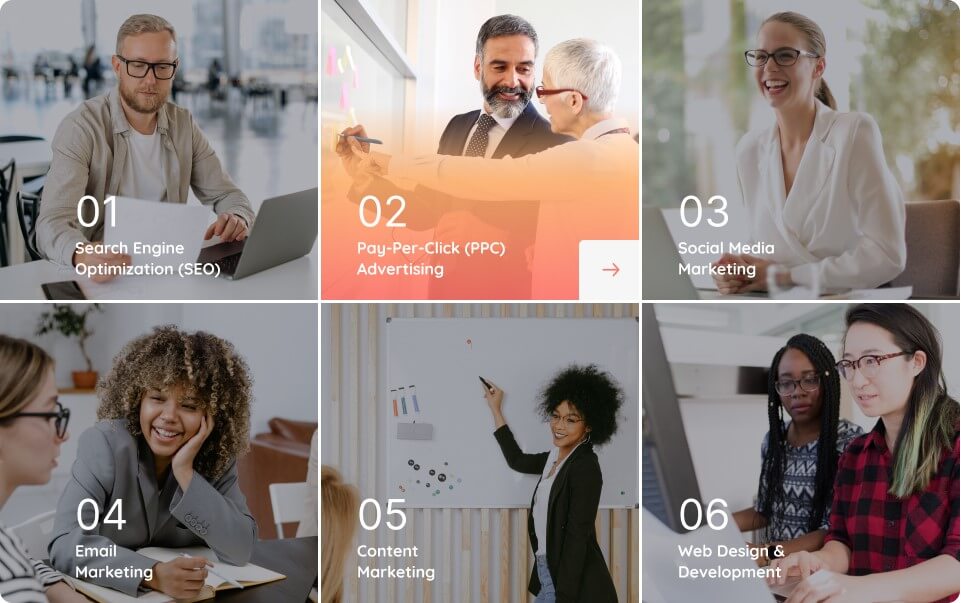 01
Search Engine
Optimization (SEO)
02
Pay-Per-Click (PPC)
Advertising
03
Social Media
Marketing
04
Email
Marketing
05
Content
Marketing
06
Web Design &
Development